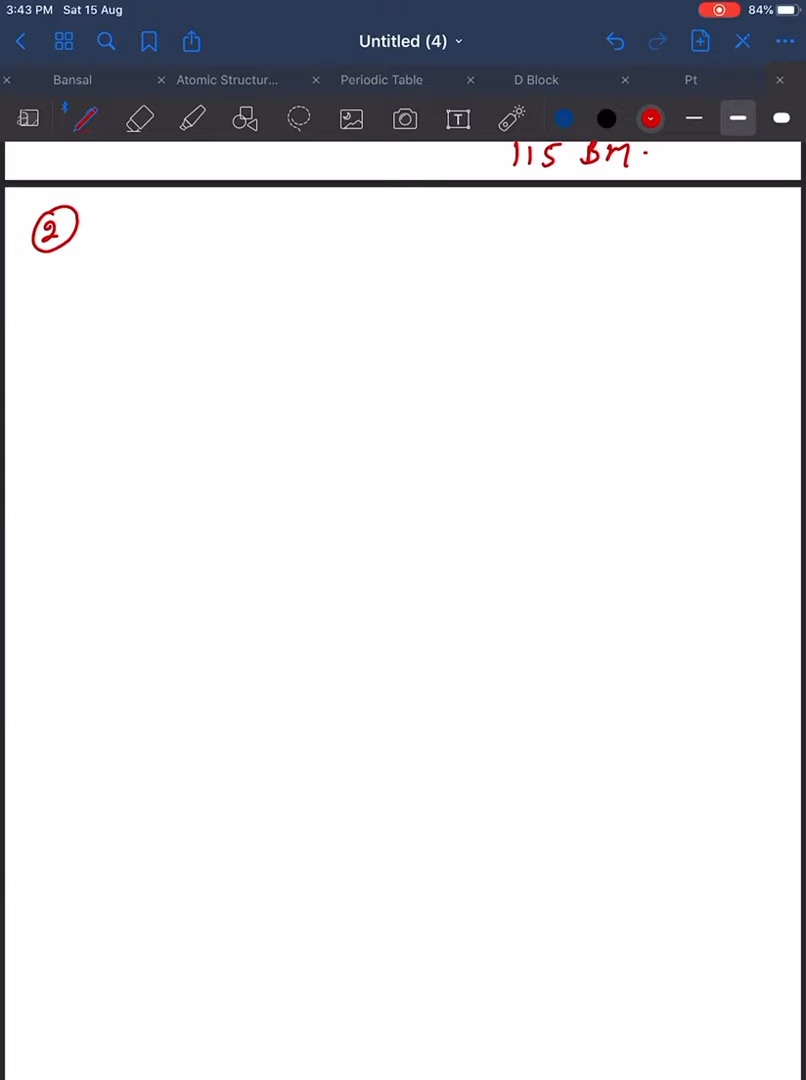 3:43 PM Sat 15 Aug 84%
Untitled (4)
Bansal Atomic Structur... Periodic Table D Block Pt
T
115 BM.
2